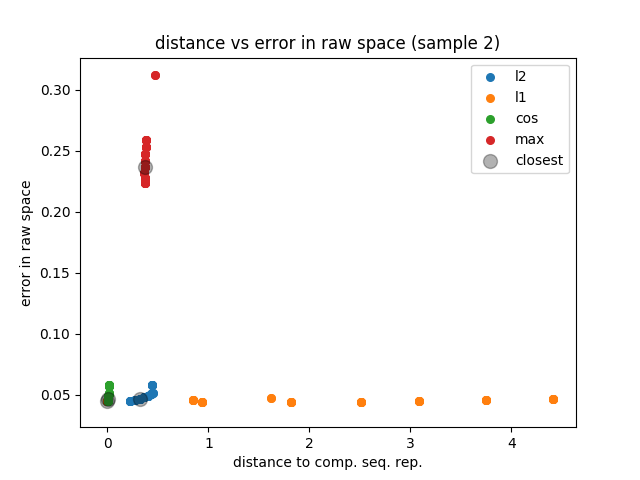 distance vs error in raw space (sample 2)
l2
l1
cos
max
closest
error in raw space
0.30
0.25
0.20
0.15
0.10
0.05
0 1 2 3 4
distance to comp. seq. rep.